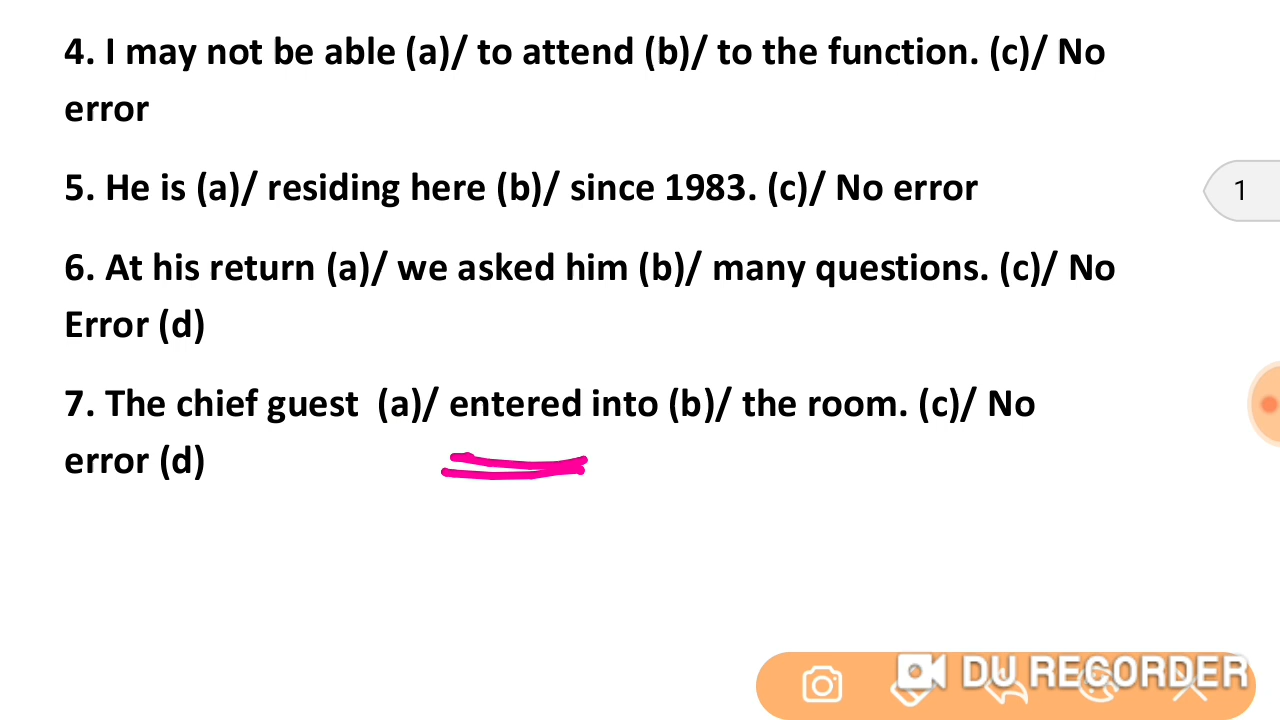 4. I may not be able (a)/ to attend (b)/ to the function. (c)/ No
error
5. He is (a)/ residing here (b)/ since 1983. (c)/ No error
1
6. At his return (a)/ we asked him (b)/ many questions. (c)/ No
Error (d)
7. The chief guest  (a)/ entered into (b)/ the room. (c)/ No
error (d)
DU RECORDER